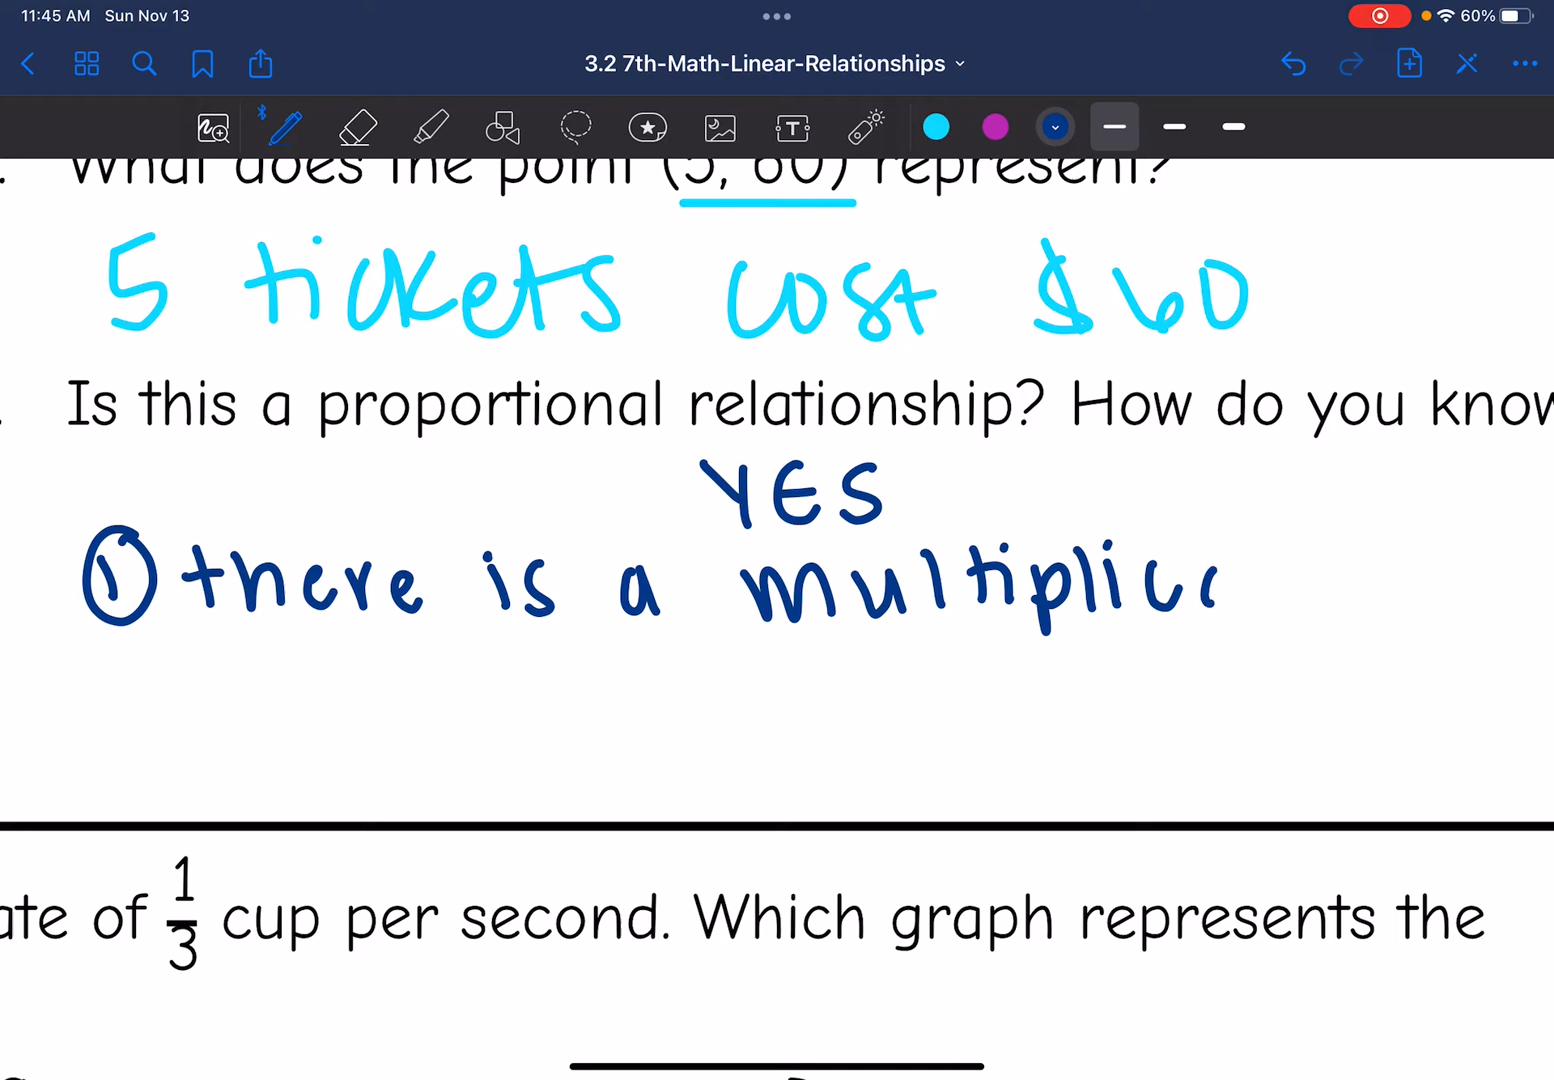 11:45 AM Sun Nov 13
60%
3.2 7th-Math-Linear-Relationships
T
What does the point (5, 60) represent?
5 tickets cost $60
Is this a proportional relationship? How do you know
YES
① there is a multiplic
ate of 1/3 cup per second. Which graph represents the